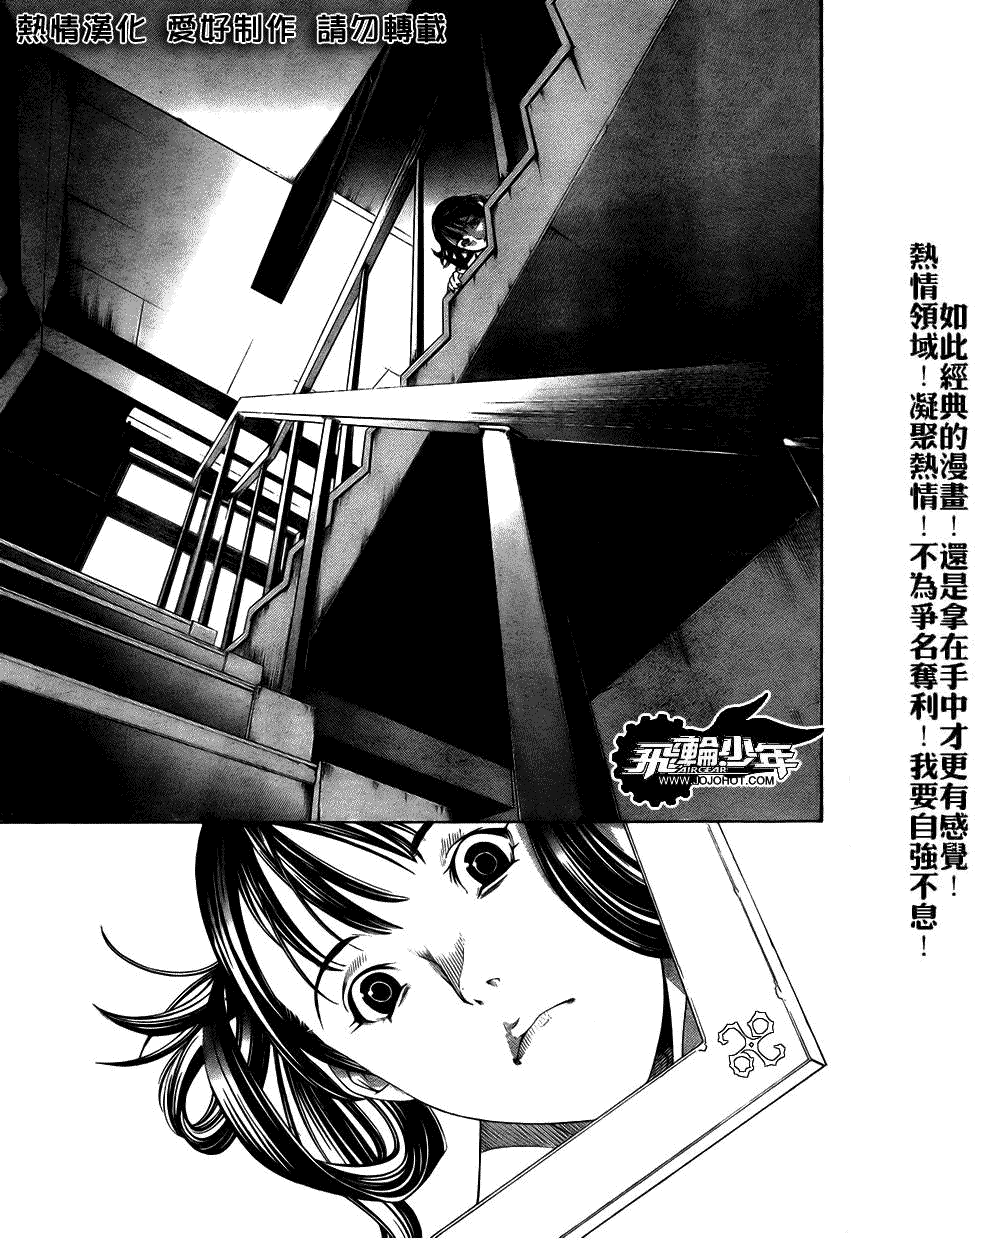 熱情漢化 愛好制作 請勿轉載
如此經典的漫畫！還是拿在手中才更有感覺！
熱情領域！凝聚熱情！不為爭名奪利！我要自強不息！
飛輪少年
AIRGEAR
WWW.JOJOHOT.COM